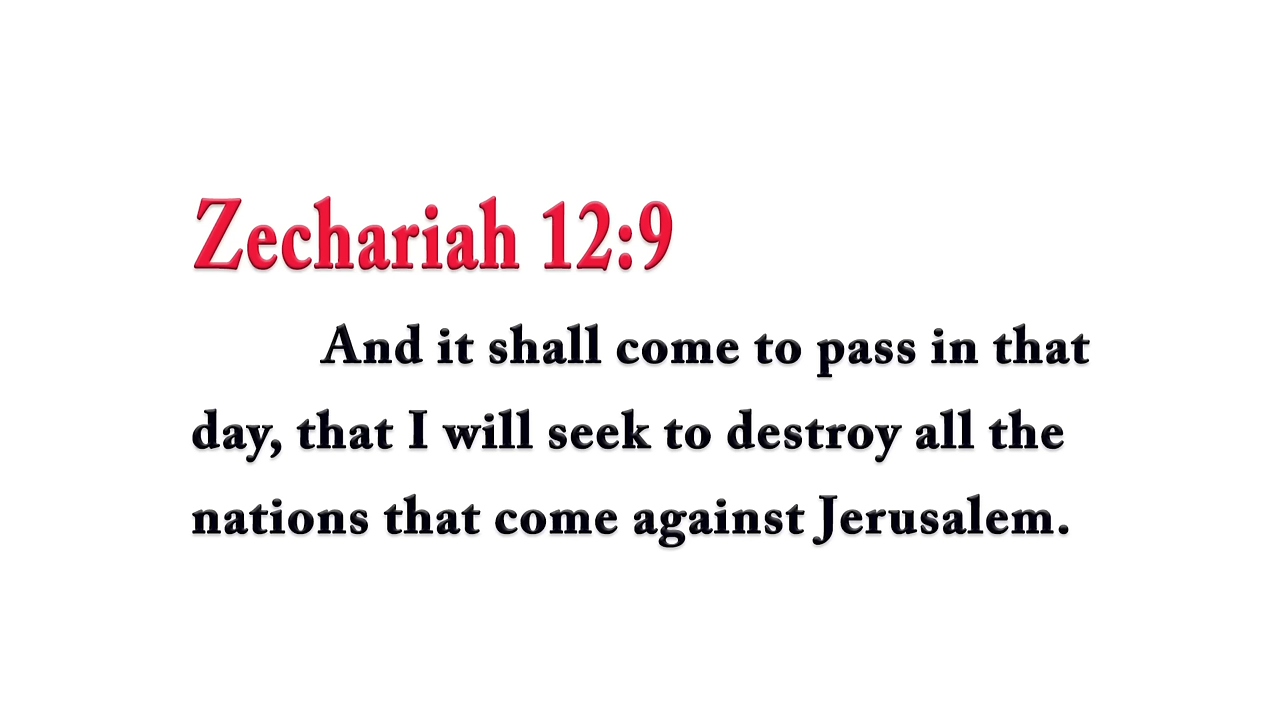 Zechariah 12:9
And it shall come to pass in that
day, that I will seek to destroy all the
nations that come against Jerusalem.